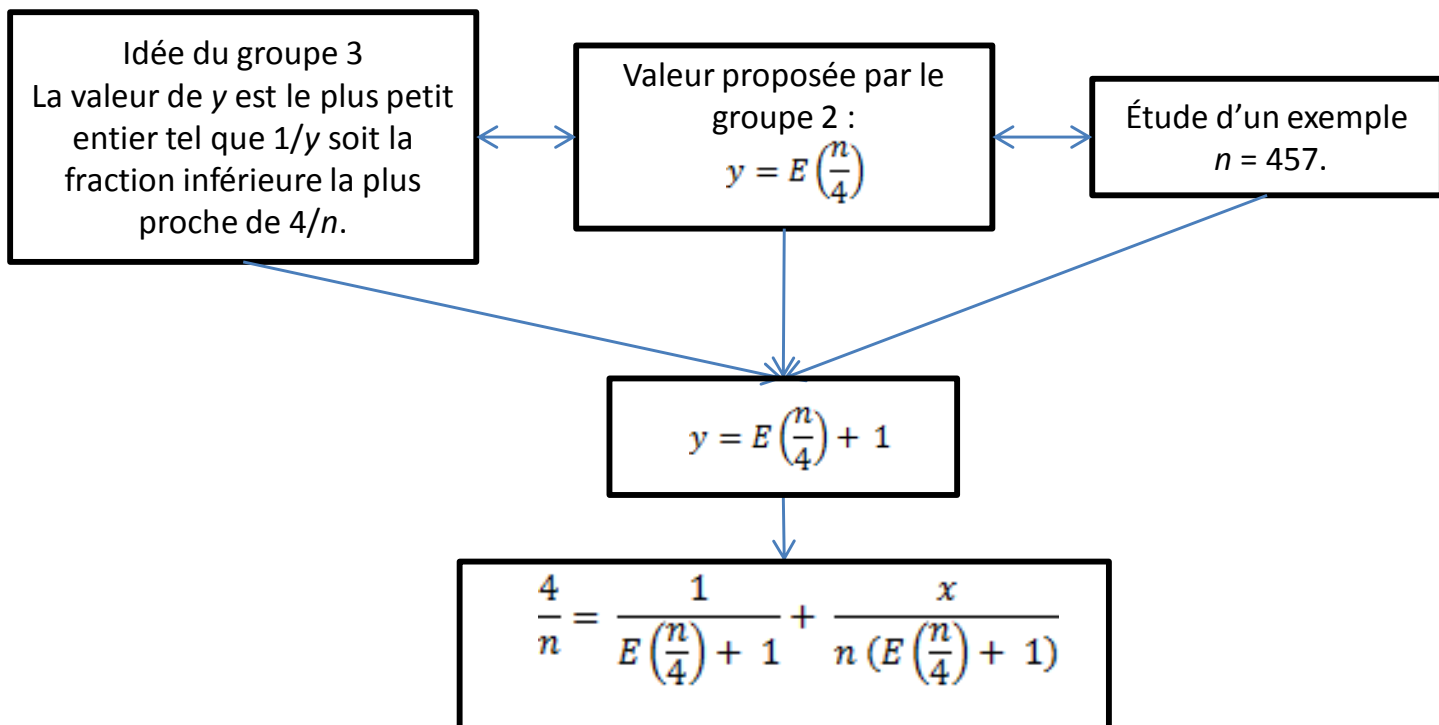 Idée du groupe 3
La valeur de y est le plus petit
entier tel que 1/y soit la
fraction inférieure la plus
proche de 4/n.
Valeur proposée par le
groupe 2 :
y = E(n/4)
Étude d’un exemple
n = 457.
y = E(n/4) + 1
4/n = 1/(E(n/4) + 1) + x/(n (E(n/4) + 1))